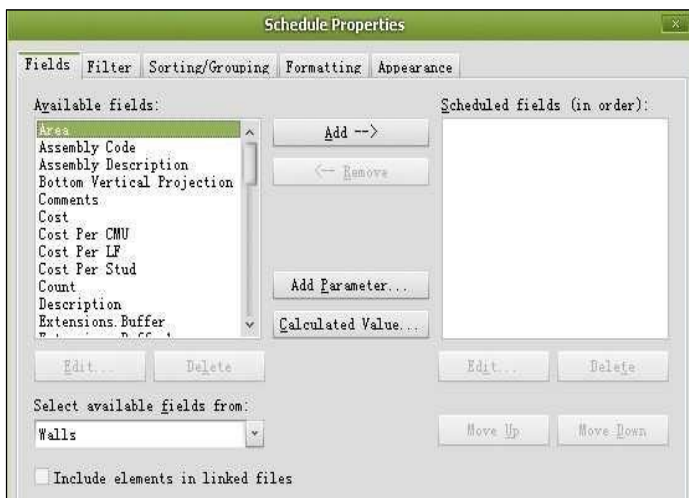 Schedule Properties
Fields Filter Sorting/Grouping Formatting Appearance
Available fields:
Area
Assembly Code
Assembly Description
Bottom Vertical Projection
Comments
Cost
Cost Per CMU
Cost Per LF
Cost Per Stud
Count
Description
Extensions.Buffer
Add -->
<-- Remove
Add Parameter...
Calculated Value...
Scheduled fields (in order):
Edit... Delete
Edit... Delete
Select available fields from:
Walls
Move Up Move Down
Include elements in linked files